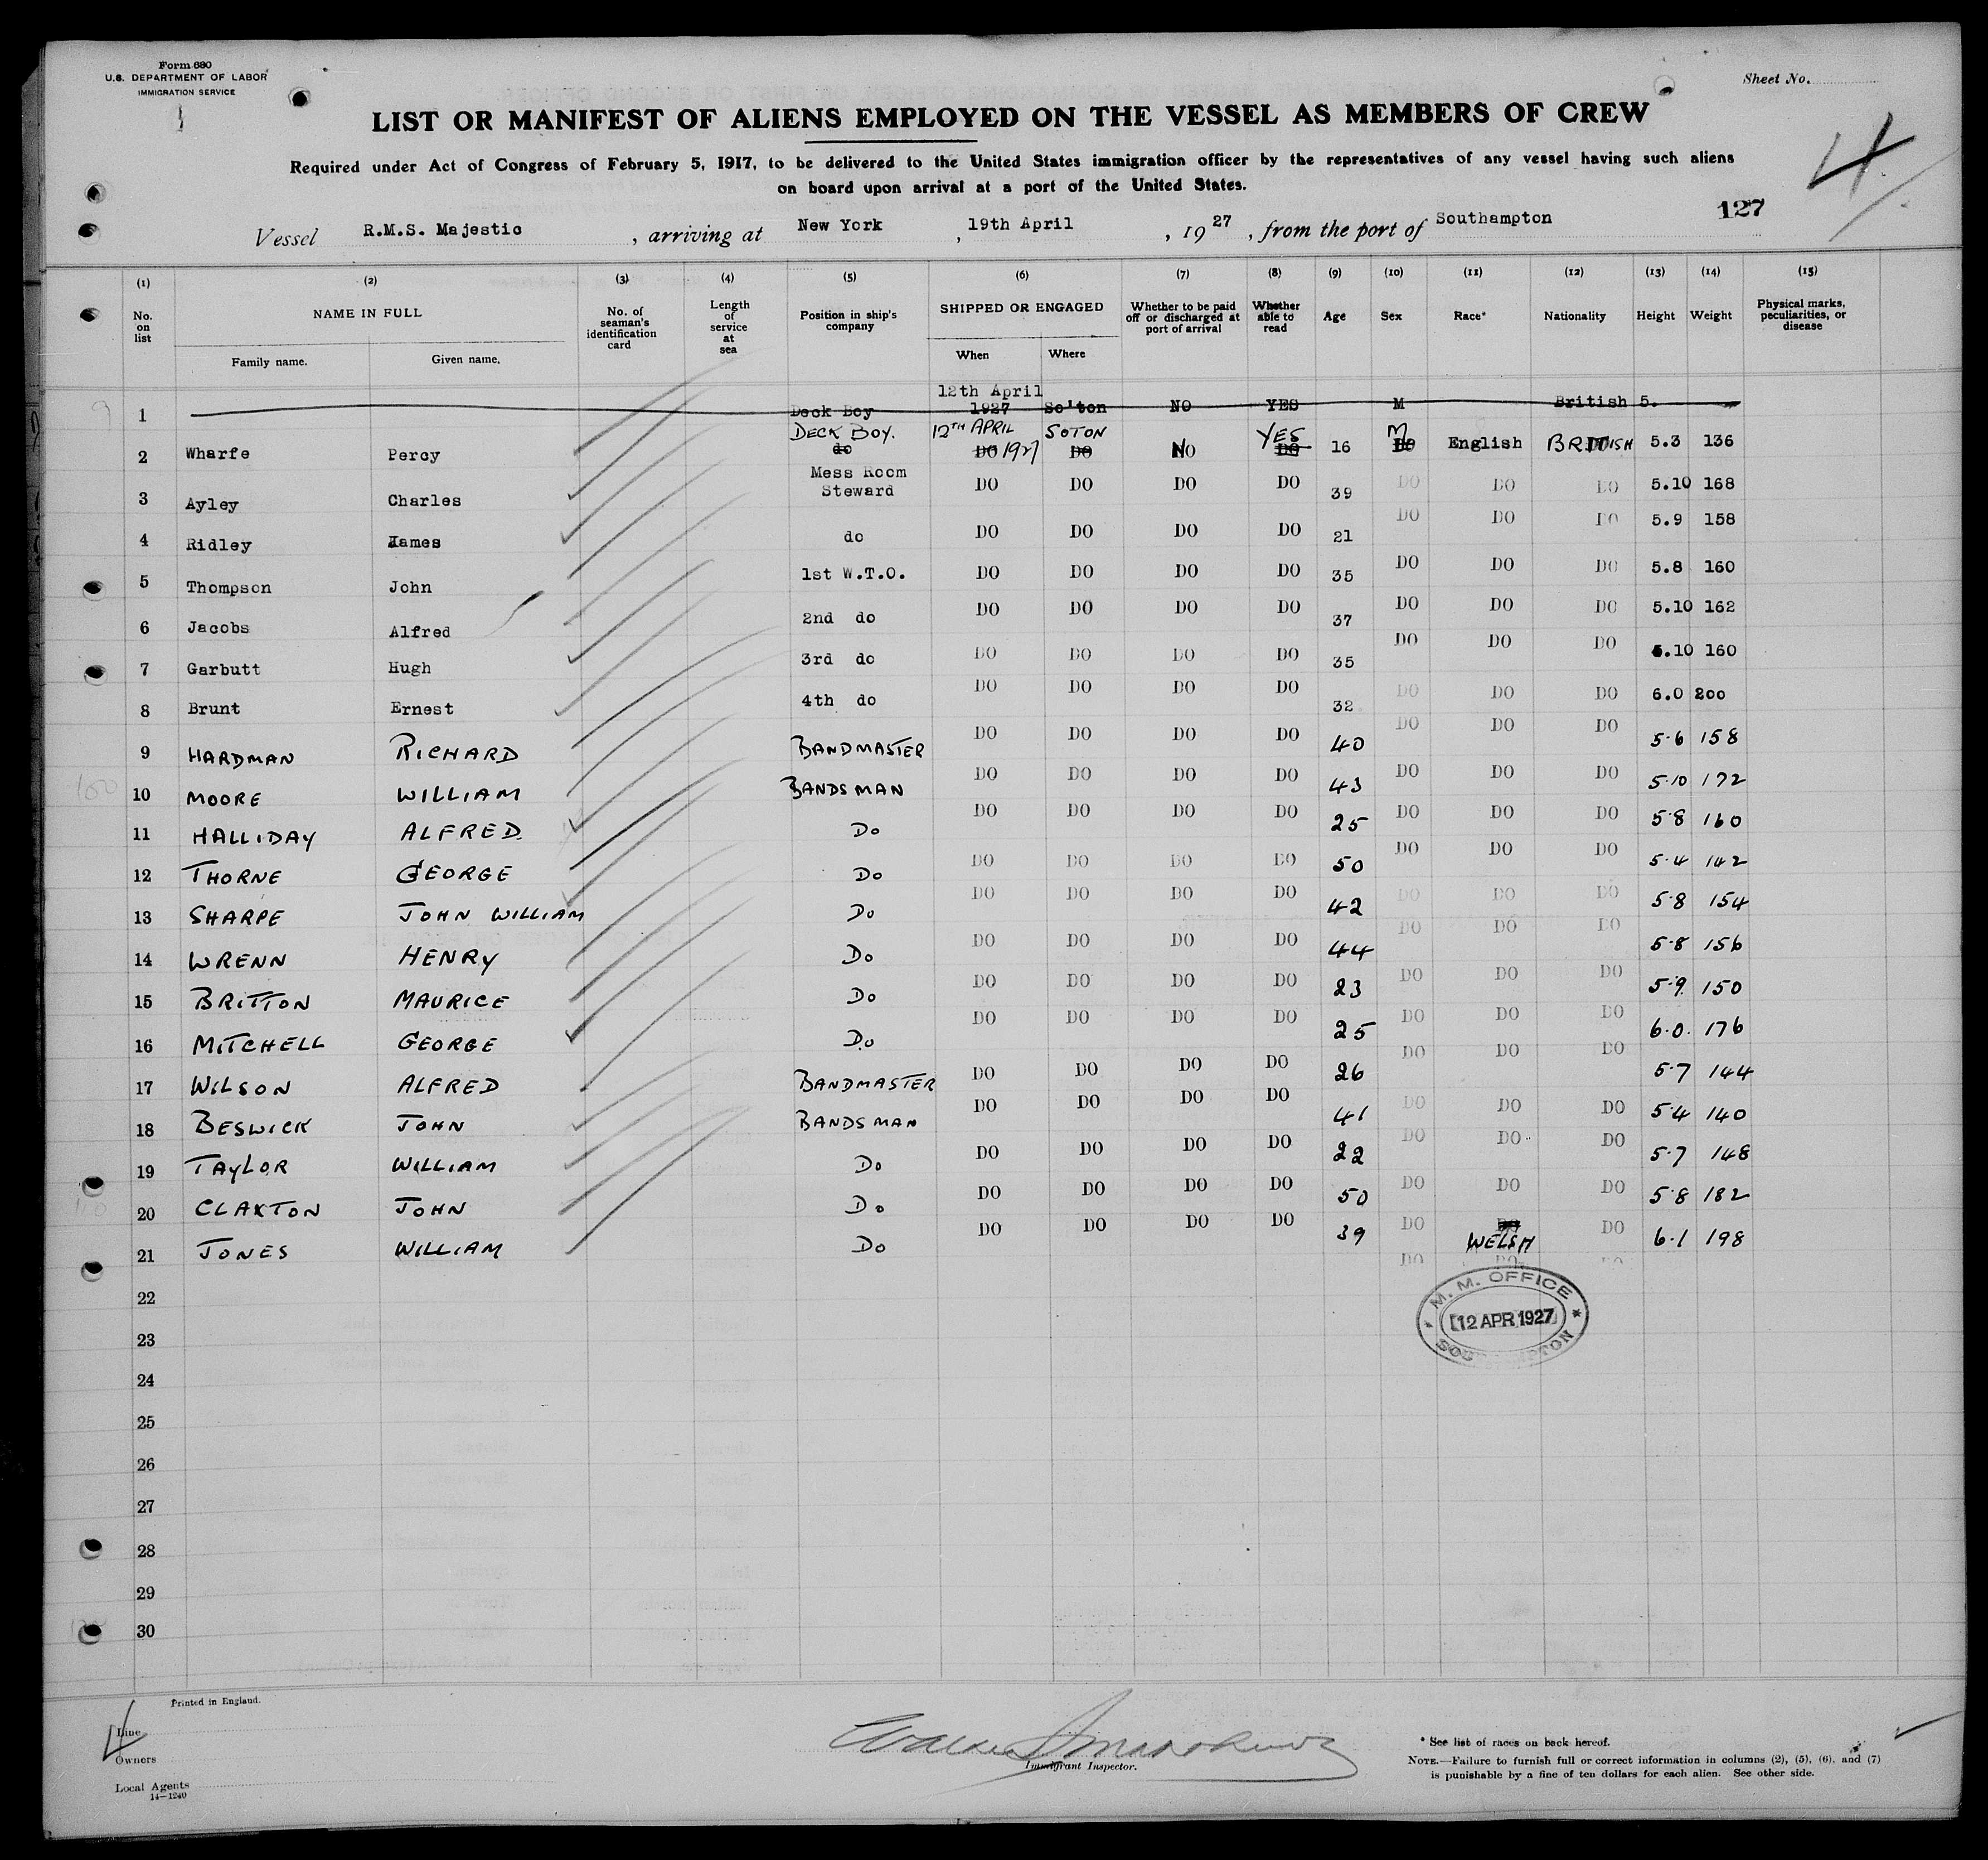 Form 680
U.S. DEPARTMENT OF LABOR
IMMIGRATION SERVICE
Sheet No.
LIST OR MANIFEST OF ALIENS EMPLOYED ON THE VESSEL AS MEMBERS OF CREW
Required under Act of Congress of February 5, 1917, to be delivered to the United States immigration officer by the representatives of any vessel having such aliens
on board upon arrival at a port of the United States.
4
127
Vessel R.M.S. Majestic , arriving at New York , 19th April , 1927 , from the port of Southampton
(1) (2) (3) (4) (5) (6) (7) (8) (9) (10) (11) (12) (13) (14) (15)
No. on list NAME IN FULL Family name. Given name. No. of seaman's identification card Length of service at sea Position in ship's company SHIPPED OR ENGAGED When Where Whether to be paid off or discharged at port of arrival Whether able to read Age Sex Race* Nationality Height Weight Physical marks, peculiarities, or disease
1 Deck Boy 12th April 1927 So'ton NO YES M British 5.
DECK BOY. 12TH APRIL SOTON YES M
2 Wharfe Percy do DO 1927 DO NO DO 16 DO English BRITISH 5.3 136
3 Ayley Charles Mess Room Steward DO DO DO DO 39 DO DO DO 5.10 168
4 Ridley James do DO DO DO DO 21 DO DO DO 5.9 158
5 Thompson John 1st W.T.O. DO DO DO DO 35 DO DO DO 5.8 160
6 Jacobs Alfred 2nd do DO DO DO DO 37 DO DO DO 5.10 162
7 Garbutt Hugh 3rd do DO DO DO DO 35 DO DO DO 5.10 160
8 Brunt Ernest 4th do DO DO DO DO 32 DO DO DO 6.0 200
9 HARDMAN RICHARD BANDMASTER DO DO DO DO 40 DO DO DO 5.6 158
10 MOORE WILLIAM BANDSMAN DO DO DO DO 43 DO DO DO 5.10 172
11 HALLIDAY ALFRED. Do DO DO DO DO 25 DO DO DO 5.8 160
12 THORNE GEORGE Do DO DO DO DO 50 DO DO DO 5.4 142
13 SHARPE JOHN WILLIAM Do DO DO DO DO 42 DO DO DO 5.8 154
14 WRENN HENRY Do DO DO DO DO 44 DO DO DO 5.8 156
15 BRITTON MAURICE Do DO DO DO DO 23 DO DO DO 5.9. 150
16 MITCHELL GEORGE Do DO DO DO DO 25 DO DO DO 6.0. 176
17 WILSON ALFRED BANDMASTER DO DO DO DO 26 DO DO DO 5.7 144
18 BESWICK JOHN BANDSMAN DO DO DO DO 41 DO DO DO 5.4 140
19 TAYLOR WILLIAM Do DO DO DO DO 22 DO DO DO 5.7 148
20 CLAXTON JOHN Do DO DO DO DO 50 DO DO DO 5.8 182
21 JONES WILLIAM Do DO DO DO DO 39 DO WELSH DO 6.1 198
DO
22
23
24
25
26
27
28
29
30
M. M. OFFICE
12 APR 1927
SOUTHAMPTON
Printed in England.
Line
Owners
Local Agents
14—1240
Immigrant Inspector.
* See list of races on back hereof.
NOTE.—Failure to furnish full or correct information in columns (2), (5), (6), and (7)
is punishable by a fine of ten dollars for each alien. See other side.